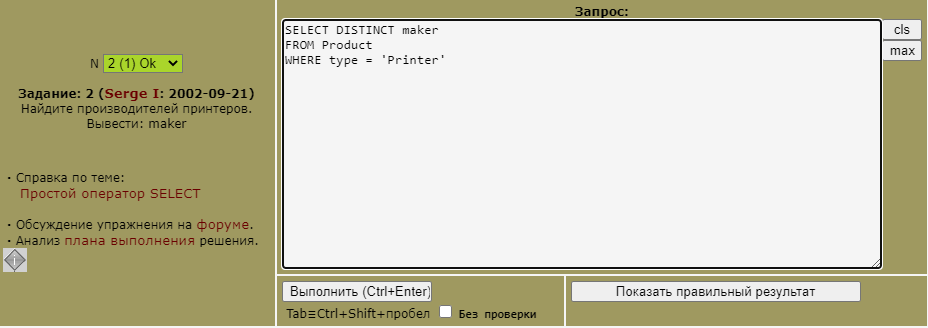 N 2 (1) Ok
Задание: 2 (Serge I: 2002-09-21)
Найдите производителей принтеров.
Вывести: maker
· Справка по теме:
Простой оператор SELECT
· Обсуждение упражнения на форуме.
· Анализ плана выполнения решения.
Запрос:
SELECT DISTINCT maker
FROM Product
WHERE type = 'Printer'
cls
max
Выполнить (Ctrl+Enter)
Tab≡Ctrl+Shift+пробел Без проверки
Показать правильный результат